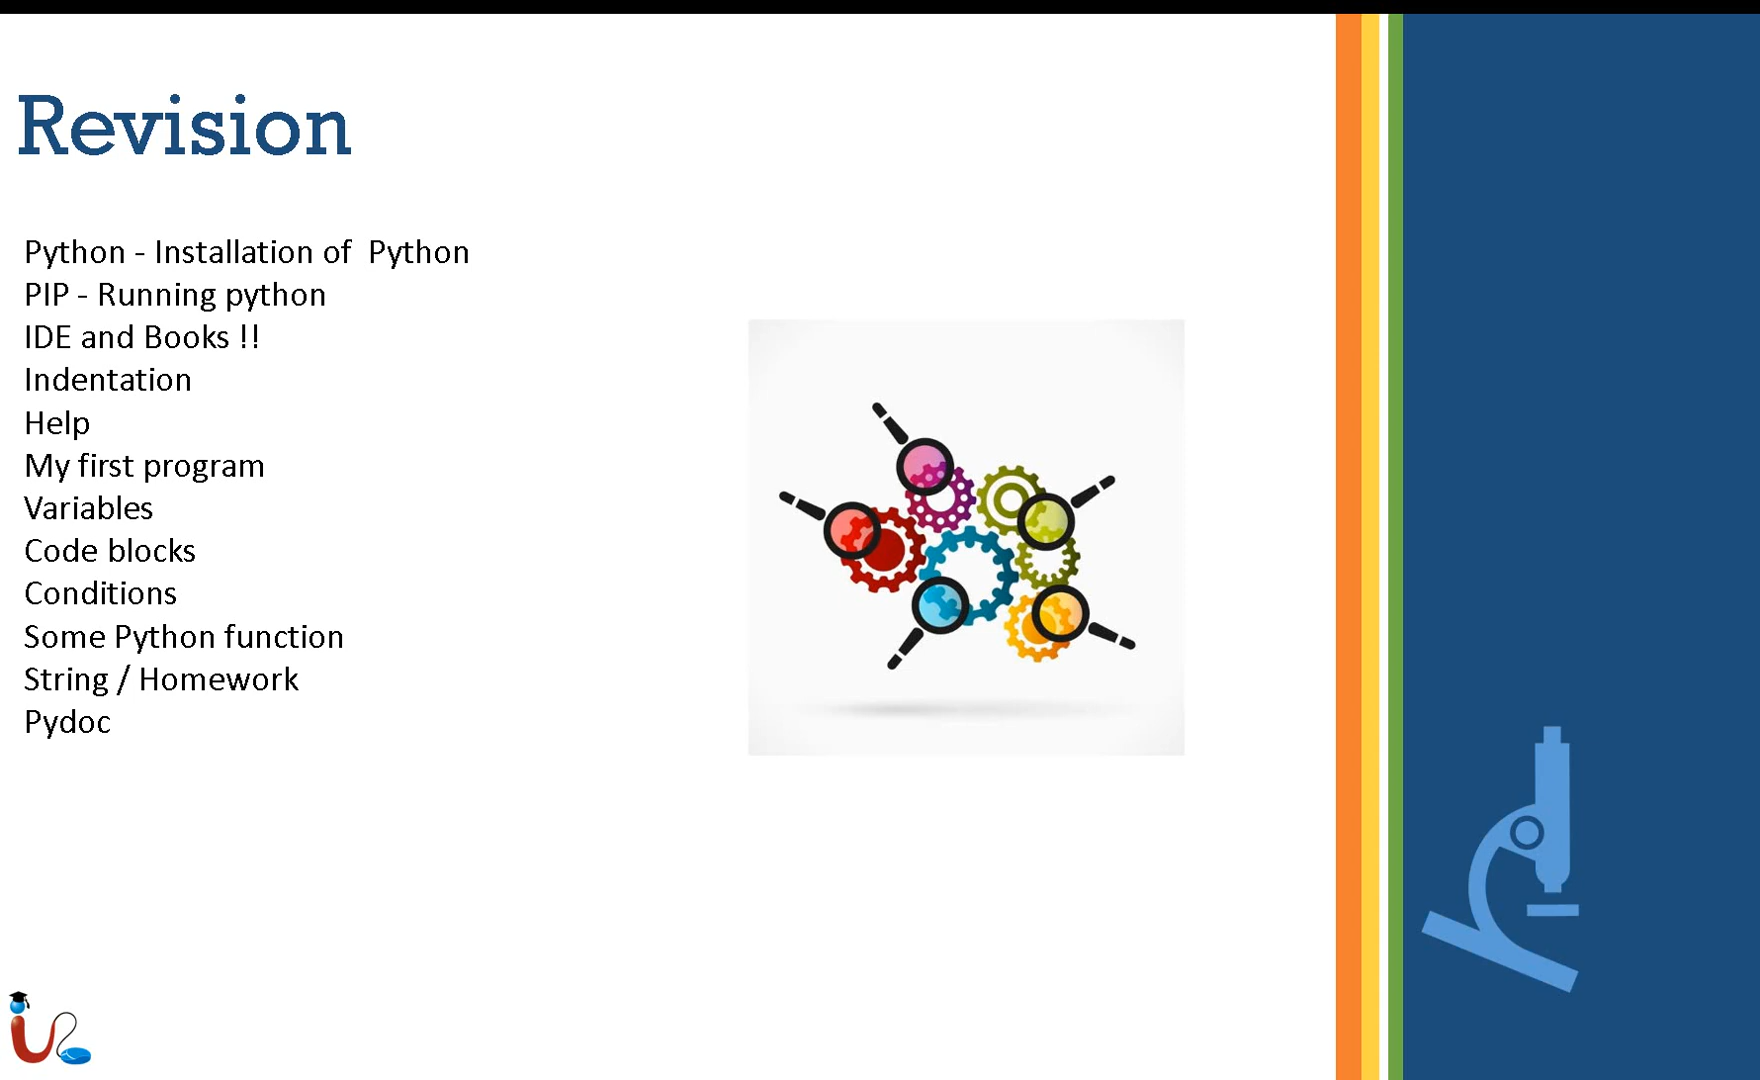 Revision
Python - Installation of  Python
PIP - Running python
IDE and Books !!
Indentation
Help
My first program
Variables
Code blocks
Conditions
Some Python function
String / Homework
Pydoc